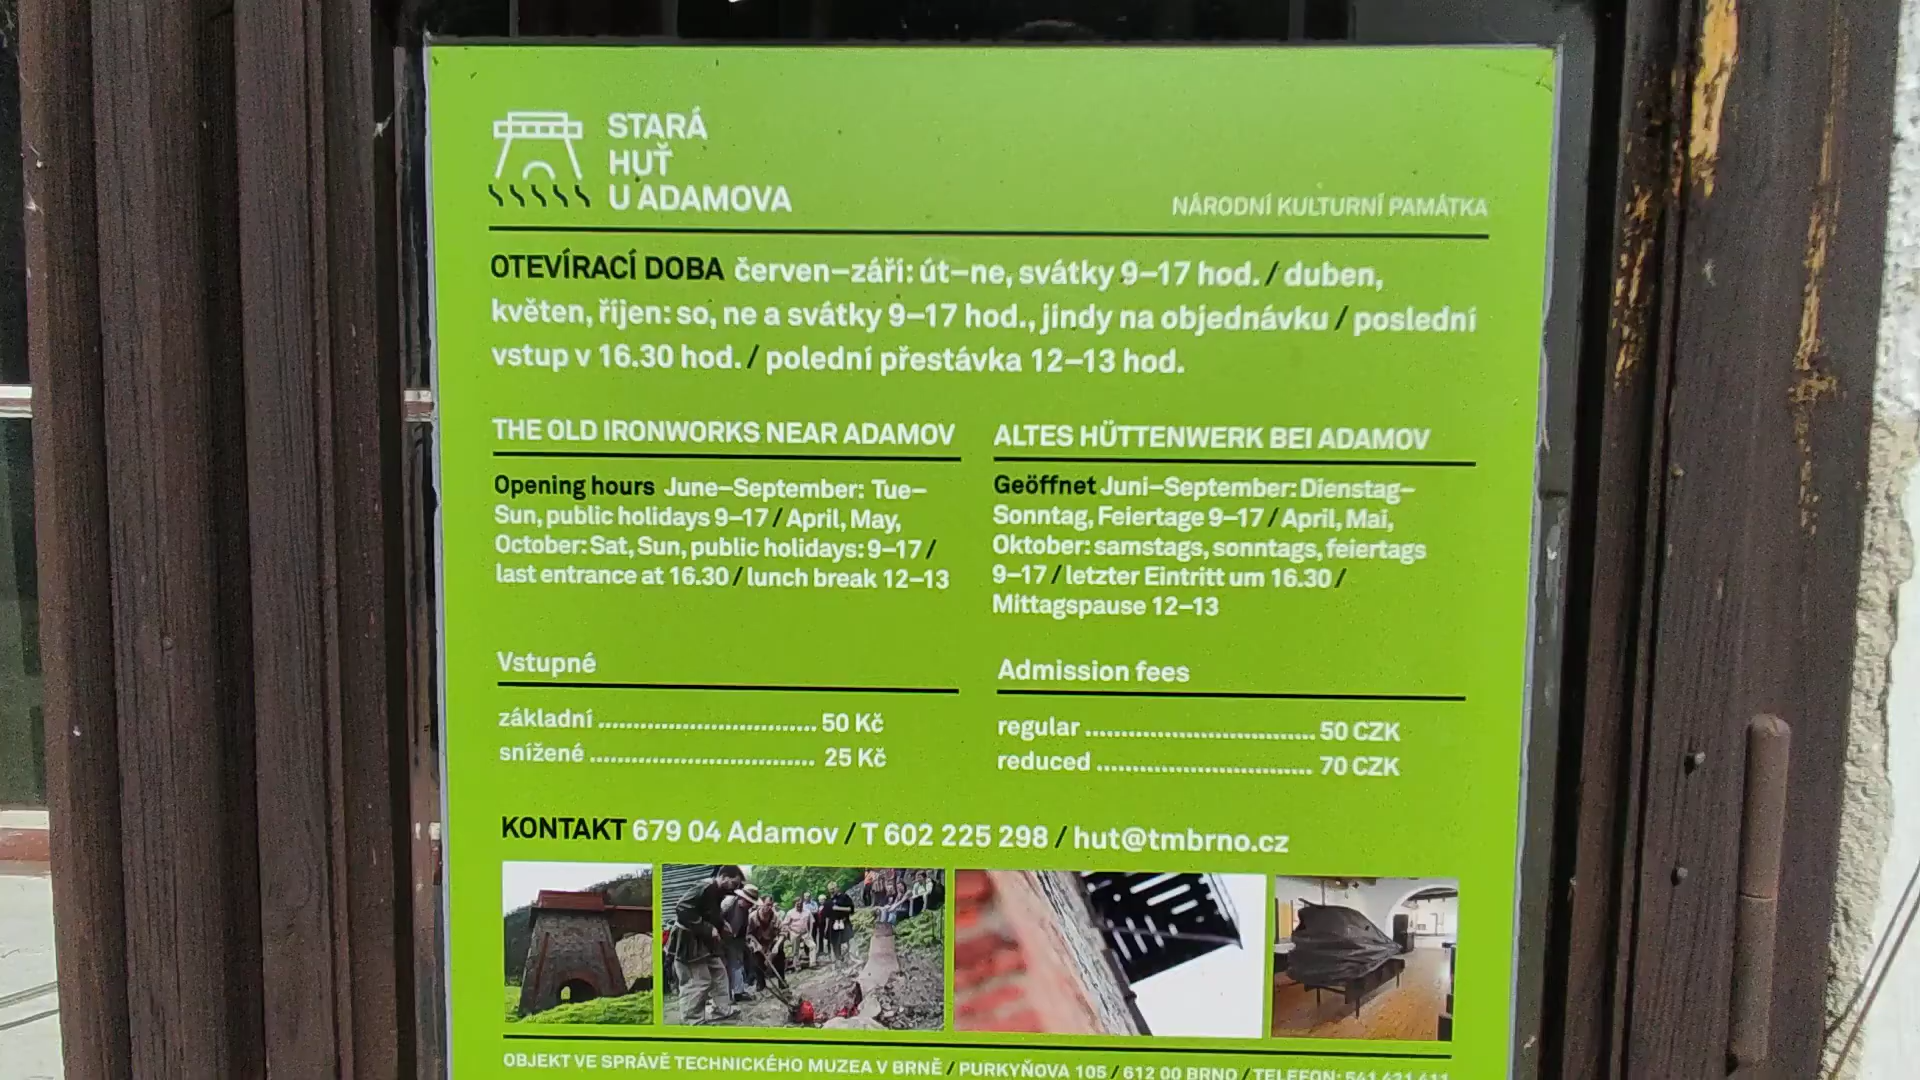 STARÁ
HUŤ
U ADAMOVA
NÁRODNÍ KULTURNÍ PAMÁTKA
OTEVÍRACÍ DOBA červen–září: út–ne, svátky 9–17 hod. / duben,
květen, říjen: so, ne a svátky 9–17 hod., jindy na objednávku / poslední
vstup v 16.30 hod. / polední přestávka 12–13 hod.
THE OLD IRONWORKS NEAR ADAMOV
Opening hours June–September: Tue–
Sun, public holidays 9–17 / April, May,
October: Sat, Sun, public holidays: 9–17 /
last entrance at 16.30 / lunch break 12–13
ALTES HÜTTENWERK BEI ADAMOV
Geöffnet Juni–September: Dienstag–
Sonntag, Feiertage 9–17 / April, Mai,
Oktober: samstags, sonntags, feiertags
9–17 / letzter Eintritt um 16.30 /
Mittagspause 12–13
Vstupné
základní ................................ 50 Kč
snížené ................................. 25 Kč
Admission fees
regular ................................. 50 CZK
reduced ............................... 70 CZK
KONTAKT 679 04 Adamov / T 602 225 298 / hut@tmbrno.cz
OBJEKT VE SPRÁVĚ TECHNICKÉHO MUZEA V BRNĚ / PURKYŇOVA 105 / 612 00 BRNO / TELEFON: 541 421 411